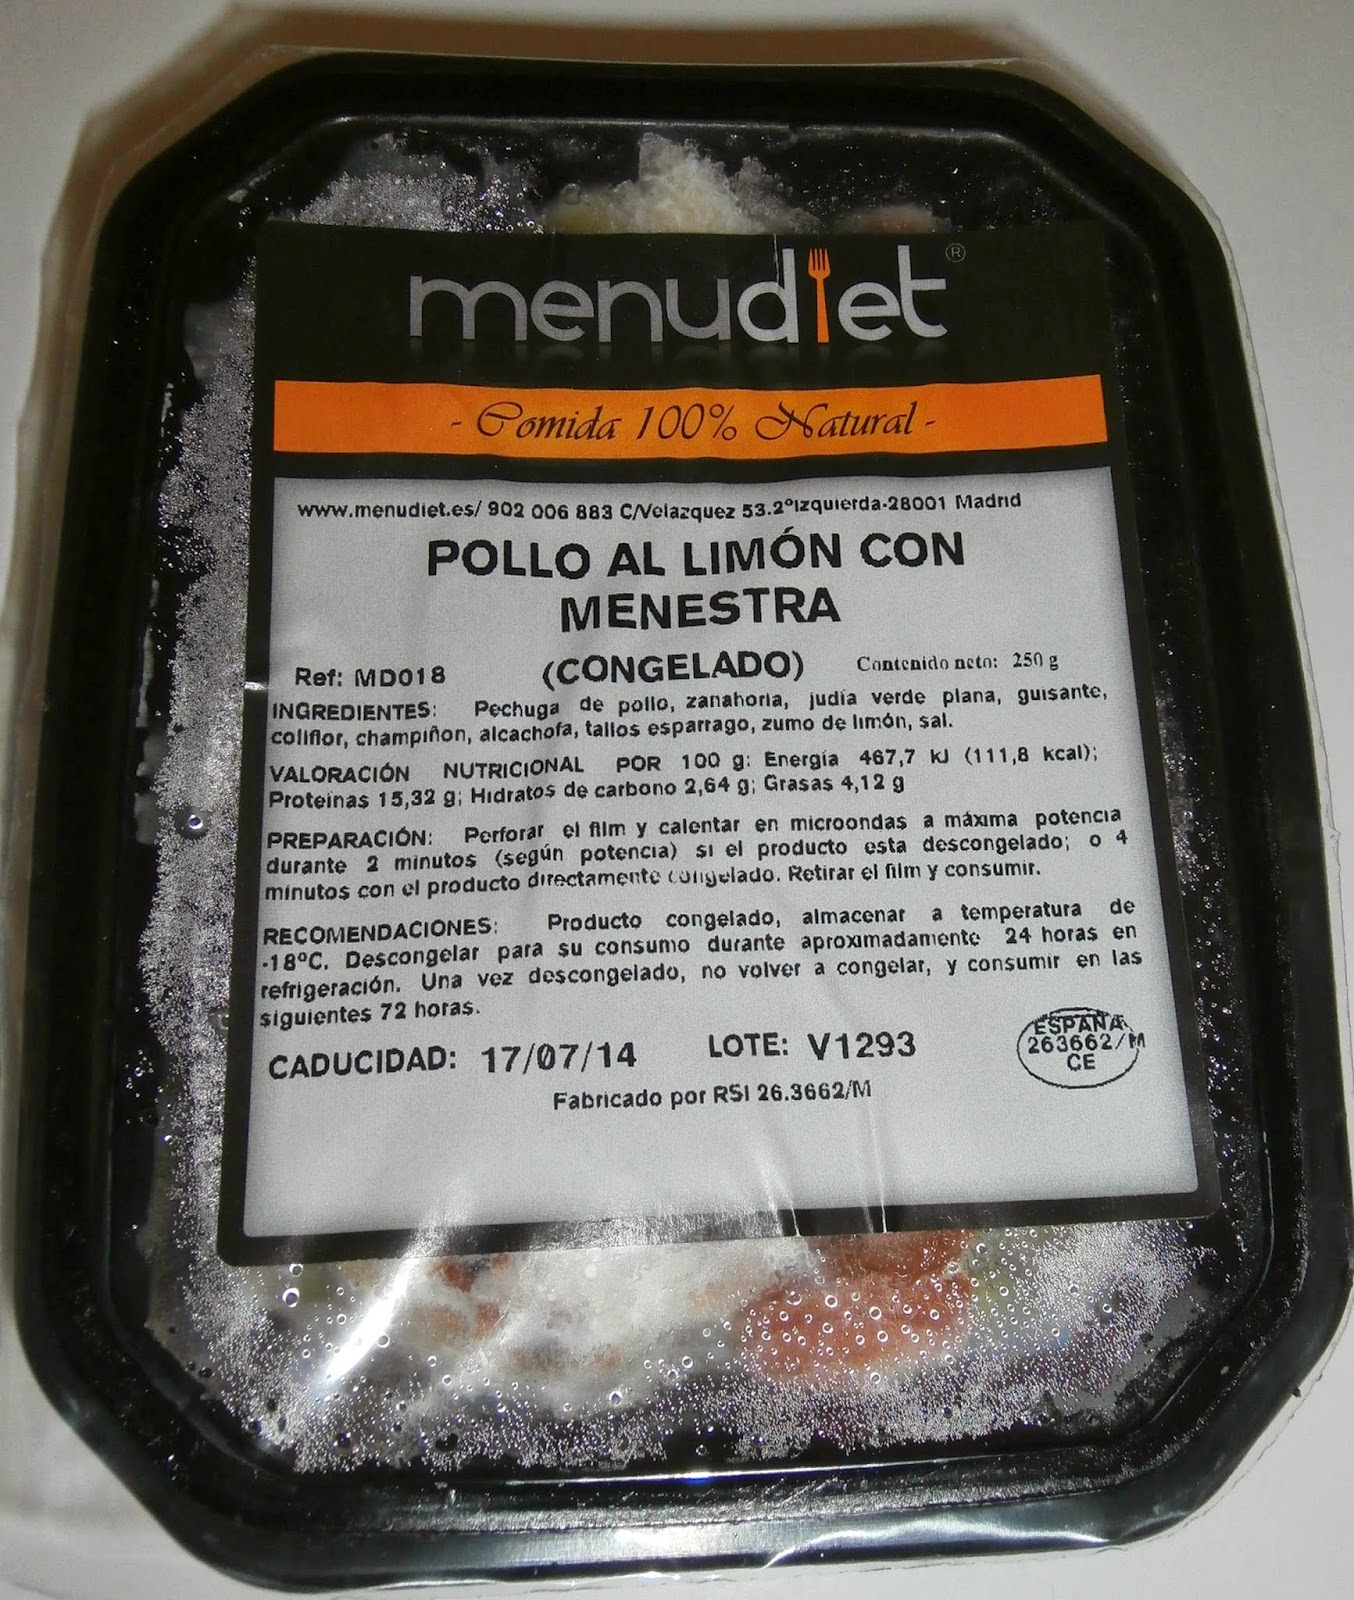 menudiet®
- Comida 100% Natural -
www.menudiet.es/ 902 006 883 C/Velazquez 53.2ºIzquierda-28001 Madrid
POLLO AL LIMÓN CON
MENESTRA
Ref: MD018 (CONGELADO) Contenido neto: 250 g
INGREDIENTES: Pechuga de pollo, zanahoria, judía verde plana, guisante,
coliflor, champiñon, alcachofa, tallos esparrago, zumo de limón, sal.
VALORACIÓN NUTRICIONAL POR 100 g: Energía 467,7 kJ (111,8 kcal);
Proteinas 15,32 g; Hidratos de carbono 2,64 g; Grasas 4,12 g
PREPARACIÓN: Perforar el film y calentar en microondas a máxima potencia
durante 2 minutos (según potencia) si el producto esta descongelado; o 4
minutos con el producto directamente congelado. Retirar el film y consumir.
RECOMENDACIONES: Producto congelado, almacenar a temperatura de
-18ºC. Descongelar para su consumo durante aproximadamente 24 horas en
refrigeración. Una vez descongelado, no volver a congelar, y consumir en las
siguientes 72 horas.
CADUCIDAD: 17/07/14 LOTE: V1293
ESPAÑA
263662/M
CE
Fabricado por RSI 26.3662/M